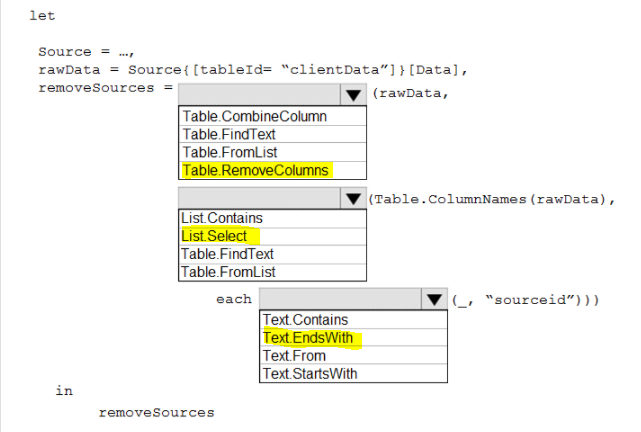 let
Source = …,
rawData = Source{[tableId= “clientData”]}[Data],
removeSources = (rawData,
Table.CombineColumn
Table.FindText
Table.FromList
Table.RemoveColumns
(Table.ColumnNames(rawData),
List.Contains
List.Select
Table.FindText
Table.FromList
each (_, “sourceid”)))
Text.Contains
Text.EndsWith
Text.From
Text.StartsWith
in
removeSources